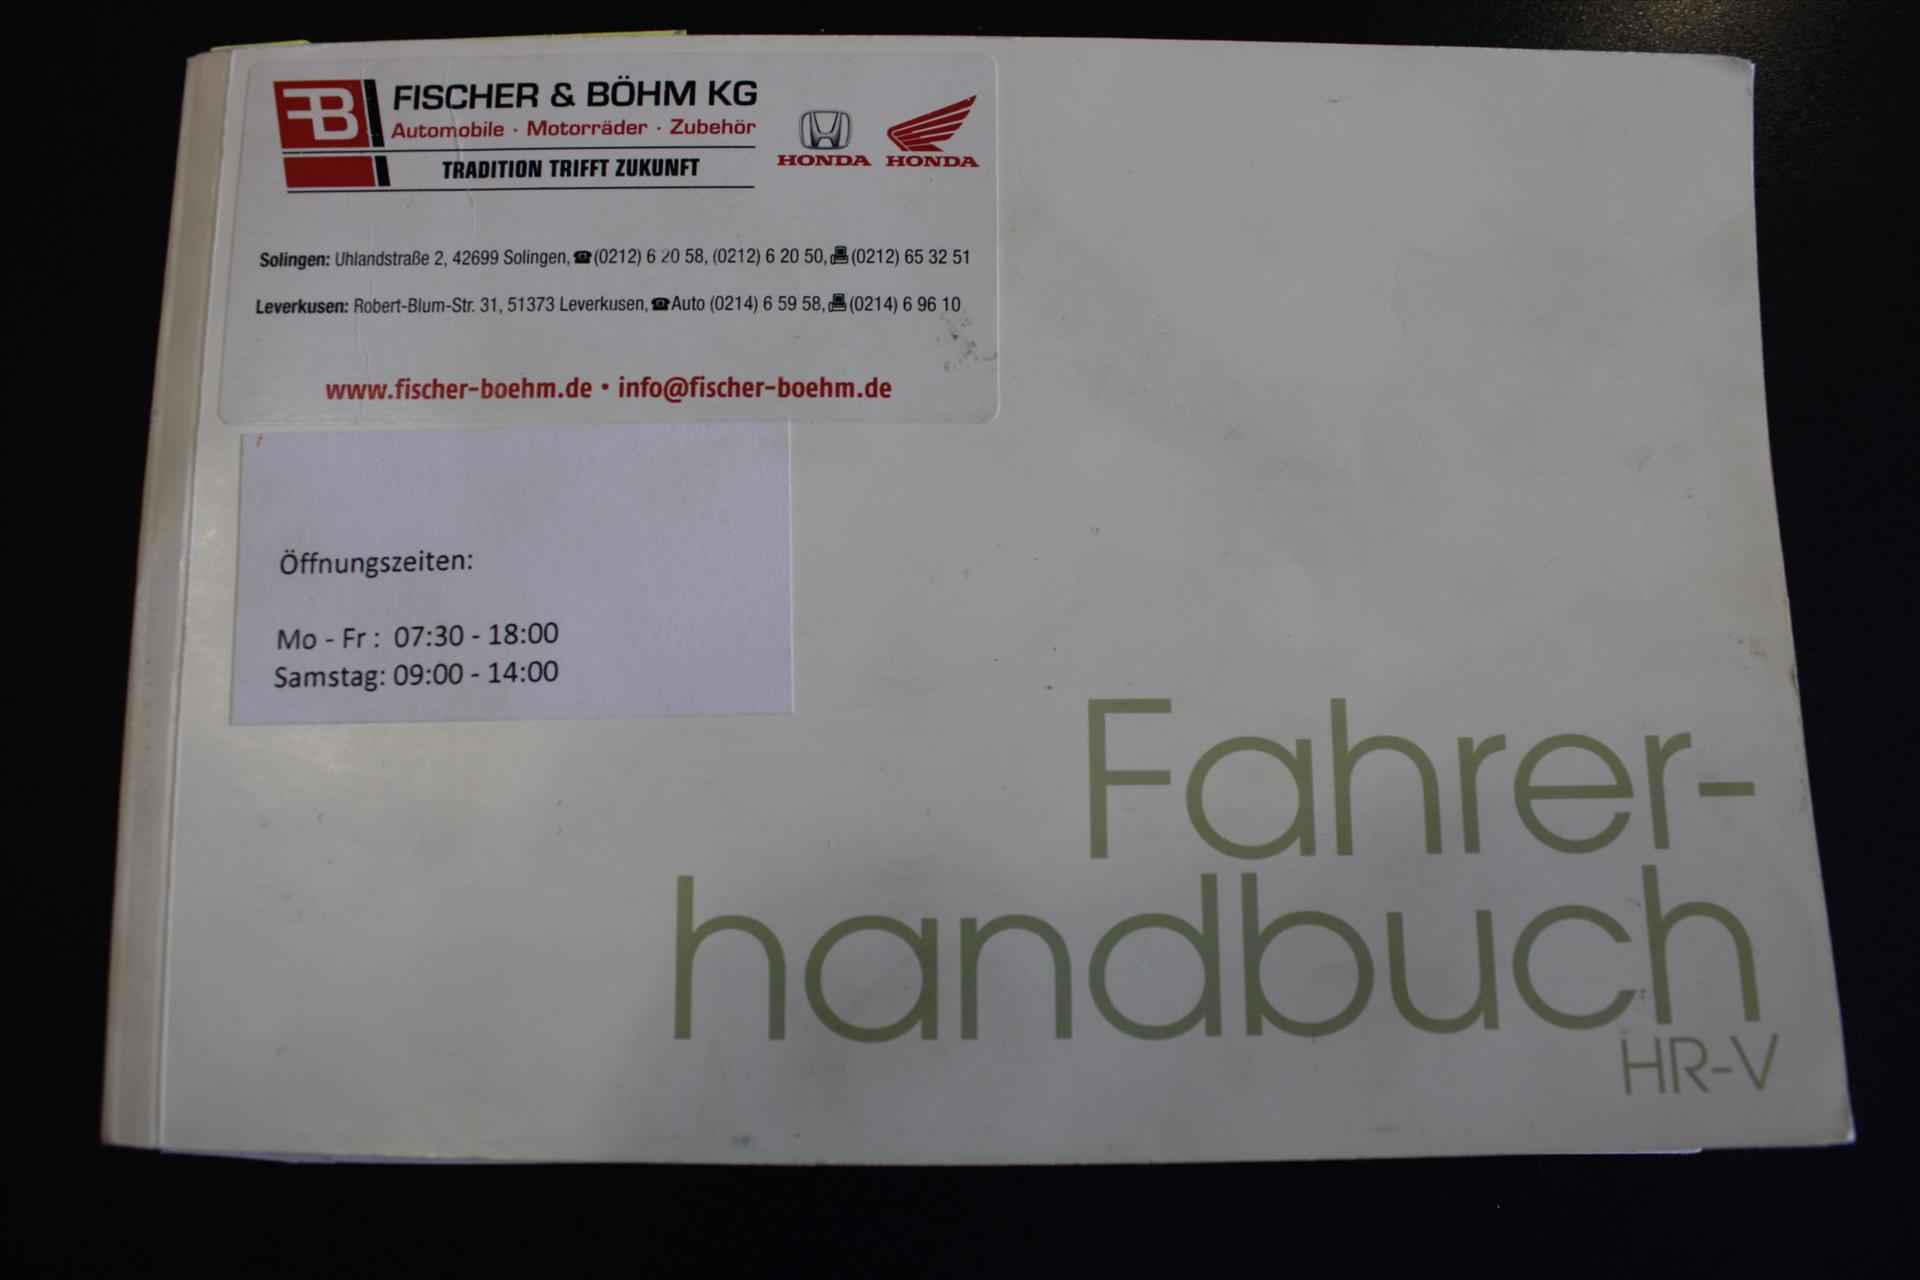 FB
FISCHER & BÖHM KG
Automobile · Motorräder · Zubehör
TRADITION TRIFFT ZUKUNFT
HONDA HONDA
Solingen: Uhlandstraße 2, 42699 Solingen, ☎(0212) 6 20 58, (0212) 6 20 50, (0212) 65 32 51
Leverkusen: Robert-Blum-Str. 31, 51373 Leverkusen, ☎Auto (0214) 6 59 58, (0214) 6 96 10
www.fischer-boehm.de • info@fischer-boehm.de
Öffnungszeiten:
Mo - Fr : 07:30 - 18:00
Samstag: 09:00 - 14:00
Fahrer-
handbuch
HR-V